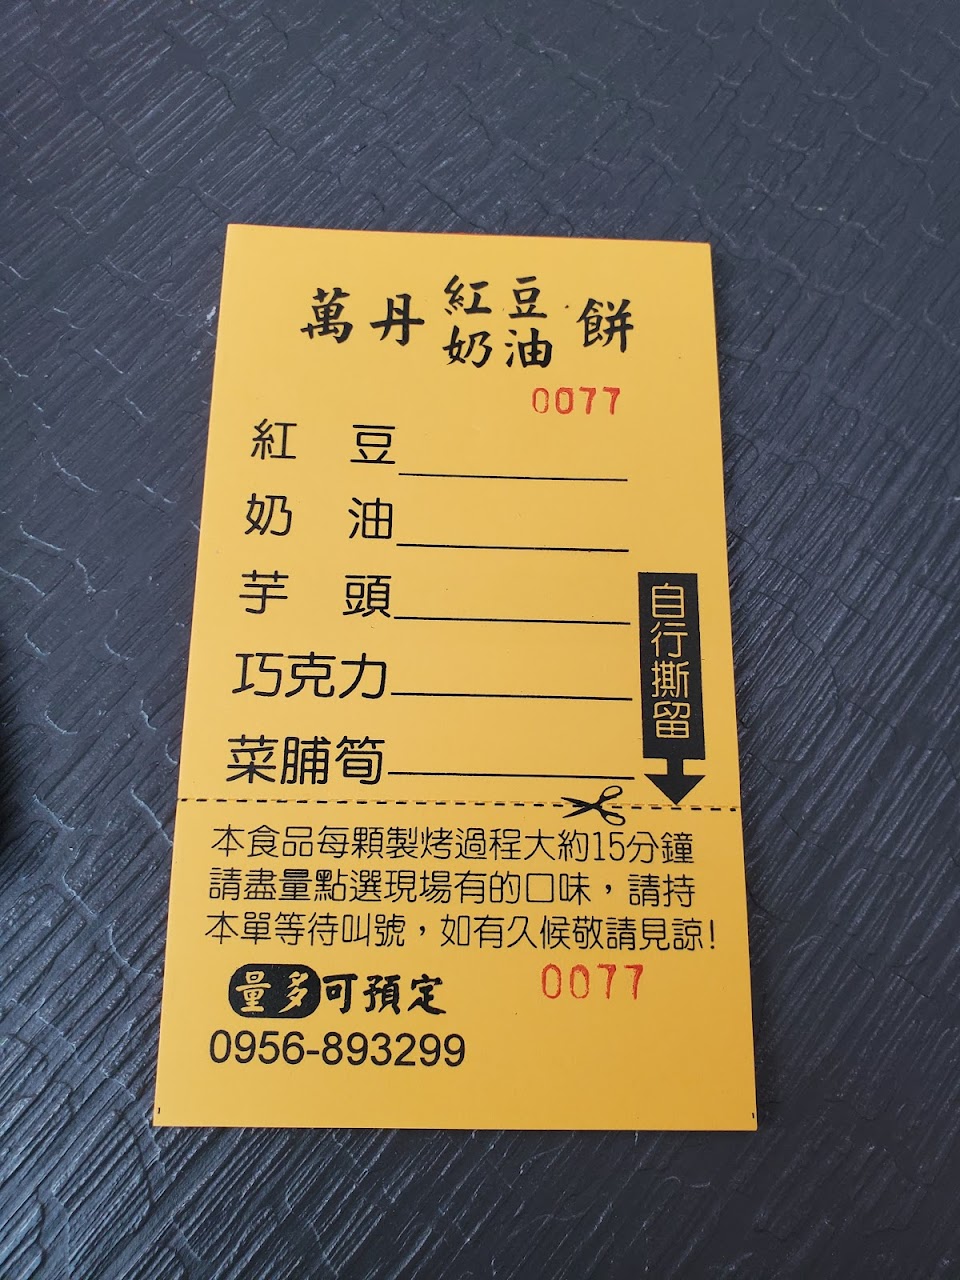 萬丹紅豆奶油餅
0077
紅豆
奶油
芋頭
巧克力
菜脯筍
自行撕留
本食品每顆製烤過程大約15分鐘
請盡量點選現場有的口味，請持
本單等待叫號，如有久候敬請見諒!
量多可預定
0077
0956-893299